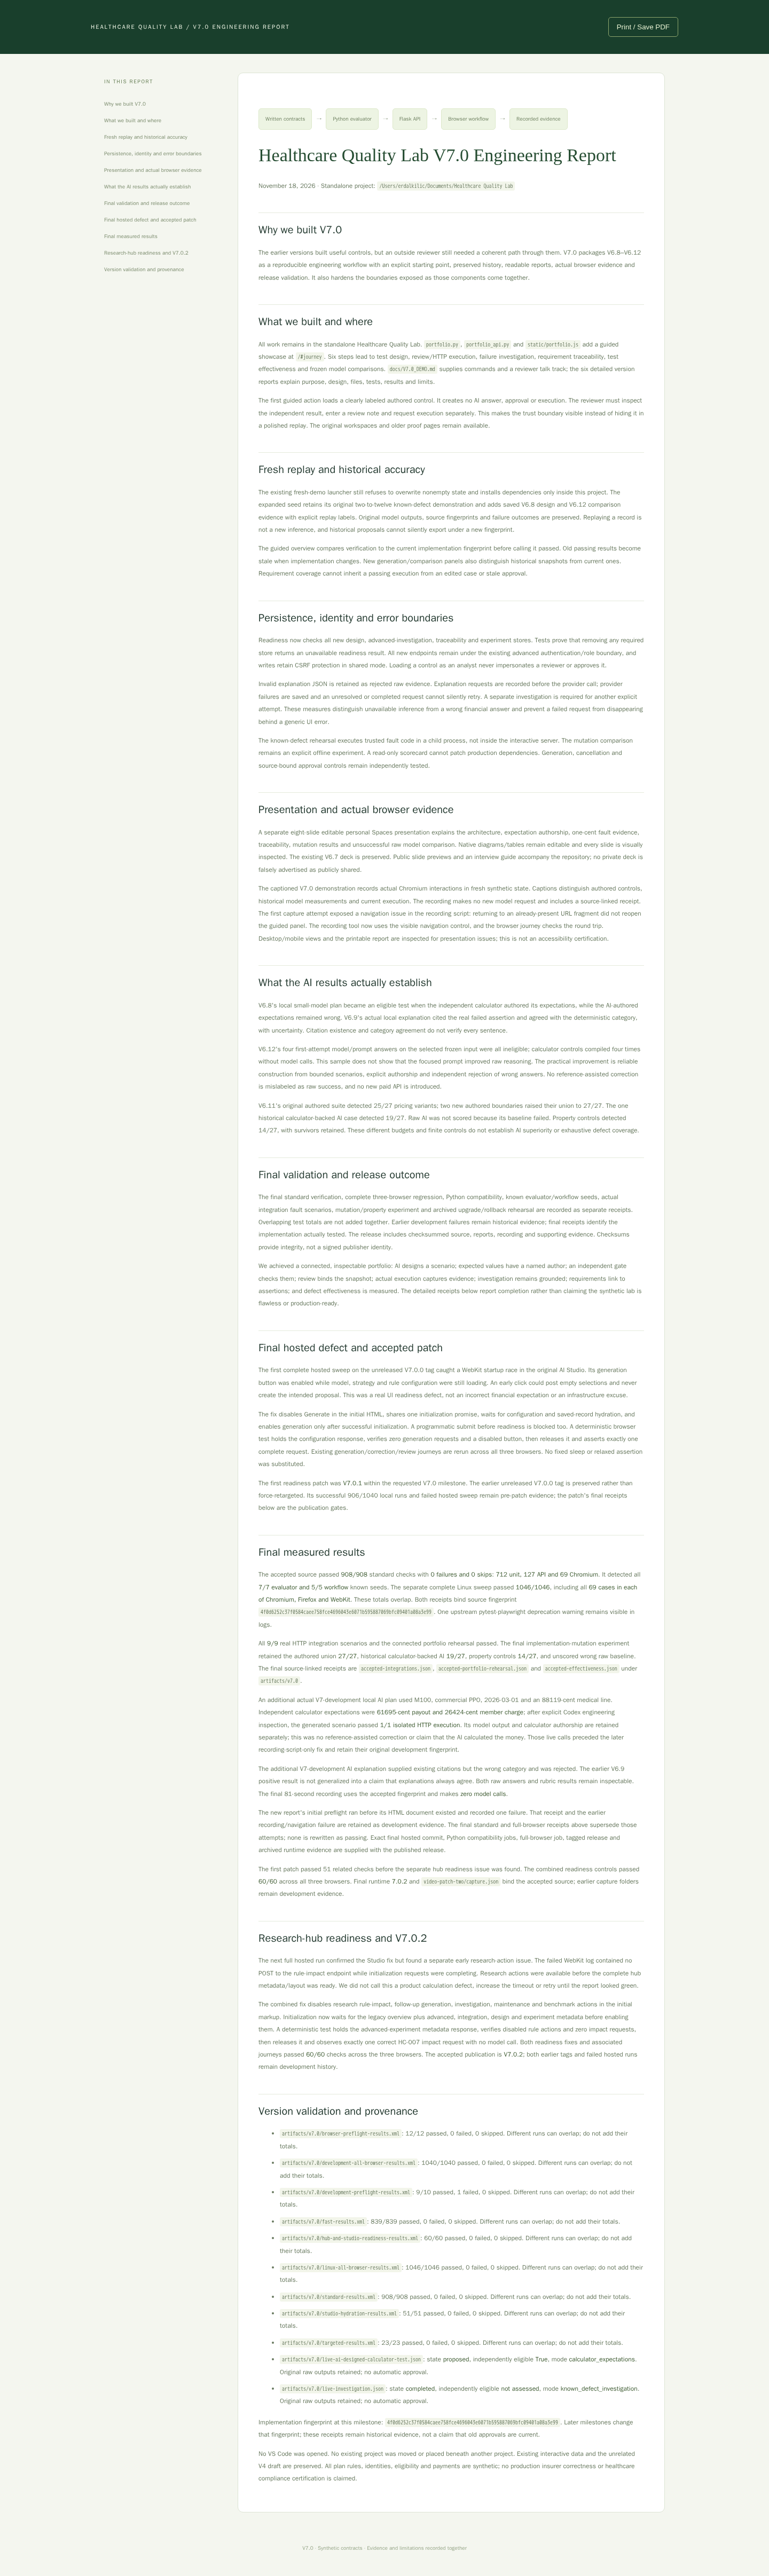 HEALTHCARE QUALITY LAB / V7.0 ENGINEERING REPORT
Print / Save PDF
IN THIS REPORT
Why we built V7.0
What we built and where
Fresh replay and historical accuracy
Persistence, identity and error boundaries
Presentation and actual browser evidence
What the AI results actually establish
Final validation and release outcome
Final hosted defect and accepted patch
Final measured results
Research-hub readiness and V7.0.2
Version validation and provenance
Written contracts → Python evaluator → Flask API → Browser workflow → Recorded evidence
Healthcare Quality Lab V7.0 Engineering Report
November 18, 2026 · Standalone project: /Users/erdalkilic/Documents/Healthcare Quality Lab
Why we built V7.0
The earlier versions built useful controls, but an outside reviewer still needed a coherent path through them. V7.0 packages V6.8–V6.12
as a reproducible engineering workflow with an explicit starting point, preserved history, readable reports, actual browser evidence and
release validation. It also hardens the boundaries exposed as those components come together.
What we built and where
All work remains in the standalone Healthcare Quality Lab. portfolio.py, portfolio_api.py and static/portfolio.js add a guided
showcase at /#journey. Six steps lead to test design, review/HTTP execution, failure investigation, requirement traceability, test
effectiveness and frozen model comparisons. docs/V7.0_DEMO.md supplies commands and a reviewer talk track; the six detailed version
reports explain purpose, design, files, tests, results and limits.
The first guided action loads a clearly labeled authored control. It creates no AI answer, approval or execution. The reviewer must inspect
the independent result, enter a review note and request execution separately. This makes the trust boundary visible instead of hiding it in
a polished replay. The original workspaces and older proof pages remain available.
Fresh replay and historical accuracy
The existing fresh-demo launcher still refuses to overwrite nonempty state and installs dependencies only inside this project. The
expanded seed retains its original two-to-twelve known-defect demonstration and adds saved V6.8 design and V6.12 comparison
evidence with explicit replay labels. Original model outputs, source fingerprints and failure outcomes are preserved. Replaying a record is
not a new inference, and historical comparisons cannot silently export under a new fingerprint.
The guided overview compares verification to the current implementation fingerprint before calling it passed. Old passing results become
stale when implementation changes. New generation/comparison panels also distinguish historical snapshots from current ones.
Requirement coverage cannot inherit a passing execution from an edited case or stale approval.
Persistence, identity and error boundaries
Readiness now checks all new design, advanced-investigation, traceability and experiment stores. Tests prove that removing any required
store returns an unavailable readiness result. All new endpoints remain under the existing advanced authentication/role boundary, and
writes retain CSRF protection in shared mode. Loading a control as an analyst never impersonates a reviewer or approves it.
Invalid explanation JSON is retained as rejected raw evidence. Explanation requests are recorded before the provider call; provider
failures are saved and an unresolved or completed request cannot silently retry. A separate investigation is required for another explicit
attempt. These measures distinguish unavailable inference from a wrong financial answer and prevent a failed request from disappearing
behind a generic UI error.
The known-defect rehearsal executes trusted fault code in a child process, not inside the interactive server. The mutation comparison
remains an explicit offline experiment. A read-only scorecard cannot patch production dependencies. Generation, cancellation and
source-bound approval controls remain independently tested.
Presentation and actual browser evidence
A separate eight-slide editable personal Spaces presentation explains the architecture, expectation authorship, one-cent fault evidence,
traceability, mutation results and unsuccessful raw model comparison. Native diagrams/tables remain editable and every slide is visually
inspected. The existing V6.7 deck is preserved. Public slide previews and an interview guide accompany the repository; no private deck is
falsely advertised as publicly shared.
The captioned V7.0 demonstration records actual Chromium interactions in fresh synthetic state. Captions distinguish authored controls,
historical model measurements and current execution. The recording makes no new model request and includes a source-linked receipt.
The first capture attempt exposed a navigation issue in the recording script: returning to an already-present URL fragment did not reopen
the guided panel. The recording tool now uses the visible navigation control, and the browser journey checks the round trip.
Desktop/mobile views and the printable report are inspected for presentation issues; this is not an accessibility certification.
What the AI results actually establish
V6.8's local small-model plan became an eligible test when the independent calculator authored its expectations, while the AI-authored
expectations remained wrong. V6.9's actual local explanation cited the real failed assertion and agreed with the deterministic category,
with uncertainty. Citation existence and category agreement do not verify every sentence.
V6.12's four first-attempt model/prompt answers on the selected frozen input were all ineligible; calculator controls compiled four times
without model calls. This sample does not show that the focused prompt improved raw reasoning. The practical improvement is reliable
construction from bounded scenarios, explicit authorship and independent rejection of wrong answers. No reference-assisted correction
is mislabeled as raw success, and no new paid API is introduced.
V6.11's original authored suite detected 25/27 pricing variants; two new authored boundaries raised their union to 27/27. The one
historical calculator-backed AI case detected 19/27. Raw AI was not scored because its baseline failed. Property controls detected
14/27, with survivors retained. These different budgets and finite controls do not establish AI superiority or exhaustive defect coverage.
Final validation and release outcome
The final standard verification, complete three-browser regression, Python compatibility, known evaluator/workflow seeds, actual
integration fault scenarios, mutation/property experiment and archived upgrade/rollback rehearsal are recorded as separate receipts.
Overlapping test totals are not added together. Earlier development failures remain historical evidence; final receipts identify the
implementation actually tested. The release includes checksummed source, reports, recording and supporting evidence. Checksums
provide integrity, not a signed publisher identity.
We achieved a connected, inspectable portfolio: AI designs a scenario; expected values have a named author; an independent gate
checks them; review binds the snapshot; actual execution captures evidence; investigation remains grounded; requirements link to
assertions; and defect effectiveness is measured. The detailed receipts below report completion rather than claiming the synthetic lab is
flawless or production-ready.
Final hosted defect and accepted patch
The first complete hosted sweep on the unreleased V7.0.0 tag caught a WebKit startup race in the original AI Studio. Its generation
button was enabled while model, strategy and rule configuration were still loading. An early click could post empty selections and never
create the intended proposal. This was a real UI readiness defect, not an incorrect financial expectation or an infrastructure excuse.
The fix disables Generate in the initial HTML, shares one initialization promise, waits for configuration and saved-record hydration, and
enables generation only after successful initialization. A programmatic submit before readiness is blocked too. A deterministic browser
test holds the configuration response, verifies zero generation requests and a disabled button, then releases it and asserts exactly one
complete request. Existing generation/correction/review journeys are rerun across all three browsers. No fixed sleep or relaxed assertion
was substituted.
The first readiness patch was V7.0.1 within the requested V7.0 milestone. The earlier unreleased V7.0.0 tag is preserved rather than
force-retargeted. Its successful 906/1040 local runs and failed hosted sweep remain pre-patch evidence; the patch's final receipts
below are the publication gates.
Final measured results
The accepted source passed 908/908 standard checks with 0 failures and 0 skips: 712 unit, 127 API and 69 Chromium. It detected all
7/7 evaluator and 5/5 workflow known seeds. The separate complete Linux sweep passed 1046/1046, including all 69 cases in each
of Chromium, Firefox and WebKit. These totals overlap. Both receipts bind source fingerprint
. One upstream pytest-playwright deprecation warning remains visible in
logs.
All 9/9 real HTTP integration scenarios and the connected portfolio rehearsal passed. The final implementation-mutation experiment
retained the authored union 27/27, historical calculator-backed AI 19/27, property controls 14/27, and unscored wrong raw baseline.
The final source-linked receipts are accepted-integrations.json, accepted-portfolio-rehearsal.json and accepted-effectiveness.json under
artifacts/v7.0.
An additional actual V7-development local AI plan used M100, commercial PPO, 2026-03-01 and an 88119-cent medical line.
Independent calculator expectations were 61695-cent payout and 26424-cent member charge; after explicit Codex engineering
inspection, the generated scenario passed 1/1 isolated HTTP execution. Its model output and calculator authorship are retained
separately; this was no reference-assisted correction or claim that the AI calculated the money. Those live calls preceded the later
recording-script-only fix and retain their original development fingerprint.
The additional V7-development AI explanation supplied existing citations but the wrong category and was rejected. The earlier V6.9
positive result is not generalized into a claim that explanations always agree. Both raw answers and rubric results remain inspectable.
The final 81-second recording uses the accepted fingerprint and makes zero model calls.
The new report's initial preflight ran before its HTML document existed and recorded one failure. That receipt and the earlier
recording/navigation failure are retained as development evidence. The final standard and full-browser receipts above supersede those
attempts; none is rewritten as passing. Exact final hosted commit, Python compatibility jobs, full-browser job, tagged release and
archived runtime evidence are supplied with the published release.
The first patch passed 51 related checks before the separate hub readiness issue was found. The combined readiness controls passed
60/60 across all three browsers. Final runtime 7.0.2 and video-patch-two/capture.json bind the accepted source; earlier capture folders
remain development evidence.
Research-hub readiness and V7.0.2
The next full hosted run confirmed the Studio fix but found a separate early research-action issue. The failed WebKit log contained no
POST to the rule-impact endpoint while initialization requests were completing. Research actions were available before the complete hub
metadata/layout was ready. We did not call this a product calculation defect, increase the timeout or retry until the report looked green.
The combined fix disables research rule-impact, follow-up generation, investigation, maintenance and benchmark actions in the initial
markup. Initialization now waits for the legacy overview plus advanced, integration, design and experiment metadata before enabling
them. A deterministic test holds the advanced-experiment metadata response, verifies disabled rule actions and zero impact requests,
then releases it and observes exactly one correct HC-007 impact request with no model call. Both readiness fixes and associated
journeys passed 60/60 checks across the three browsers. The accepted publication is V7.0.2; both earlier tags and failed hosted runs
remain development history.
Version validation and provenance
artifacts/v7.0/browser-preflight-results.xml: 12/12 passed, 0 failed, 0 skipped. Different runs can overlap; do not add their
totals.
artifacts/v7.0/development-all-browser-results.xml: 1040/1040 passed, 0 failed, 0 skipped. Different runs can overlap; do not
add their totals.
artifacts/v7.0/development-preflight-results.xml: 9/10 passed, 1 failed, 0 skipped. Different runs can overlap; do not add their
totals.
artifacts/v7.0/fast-results.xml: 839/839 passed, 0 failed, 0 skipped. Different runs can overlap; do not add their totals.
artifacts/v7.0/hub-and-studio-readiness-results.xml: 60/60 passed, 0 failed, 0 skipped. Different runs can overlap; do not add
their totals.
artifacts/v7.0/linux-all-browser-results.xml: 1046/1046 passed, 0 failed, 0 skipped. Different runs can overlap; do not add their
totals.
artifacts/v7.0/standard-results.xml: 908/908 passed, 0 failed, 0 skipped. Different runs can overlap; do not add their totals.
artifacts/v7.0/studio-hydration-results.xml: 51/51 passed, 0 failed, 0 skipped. Different runs can overlap; do not add their
totals.
artifacts/v7.0/targeted-results.xml: 23/23 passed, 0 failed, 0 skipped. Different runs can overlap; do not add their totals.
artifacts/v7.0/live-ai-designed-calculator-test.json: state proposed, independently eligible True, mode calculator_expectations.
Original raw outputs retained; no automatic approval.
artifacts/v7.0/live-investigation.json: state completed, independently eligible not assessed, mode known_defect_investigation.
Original raw outputs retained; no automatic approval.
Implementation fingerprint at this milestone: . Later milestones change
that fingerprint; these receipts remain historical evidence, not a claim that old approvals are current.
No VS Code was opened. No existing project was moved or placed beneath another project. Existing interactive data and the unrelated
V4 draft are preserved. All plan rules, identities, eligibility and payments are synthetic; no production insurer correctness or healthcare
compliance certification is claimed.
V7.0 · Synthetic contracts · Evidence and limitations recorded together